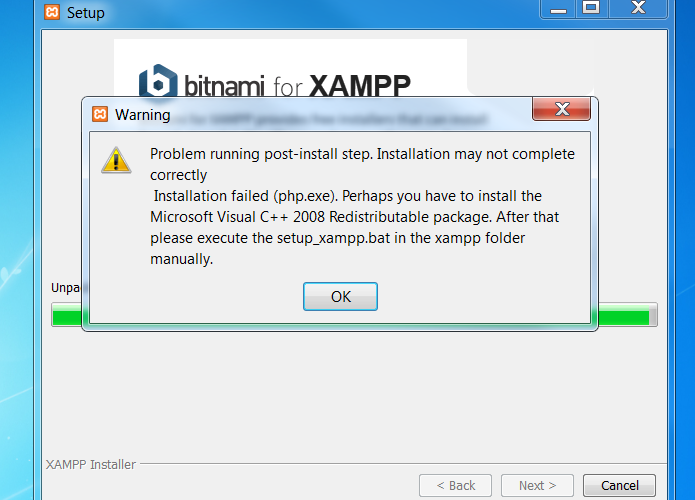 Setup
bitnami for XAMPP
Warning
Problem running post-install step. Installation may not complete
correctly
Installation failed (php.exe). Perhaps you have to install the
Microsoft Visual C++ 2008 Redistributable package. After that
please execute the setup_xampp.bat in the xampp folder
manually.
OK
Unpa
XAMPP Installer
< Back
Next >
Cancel